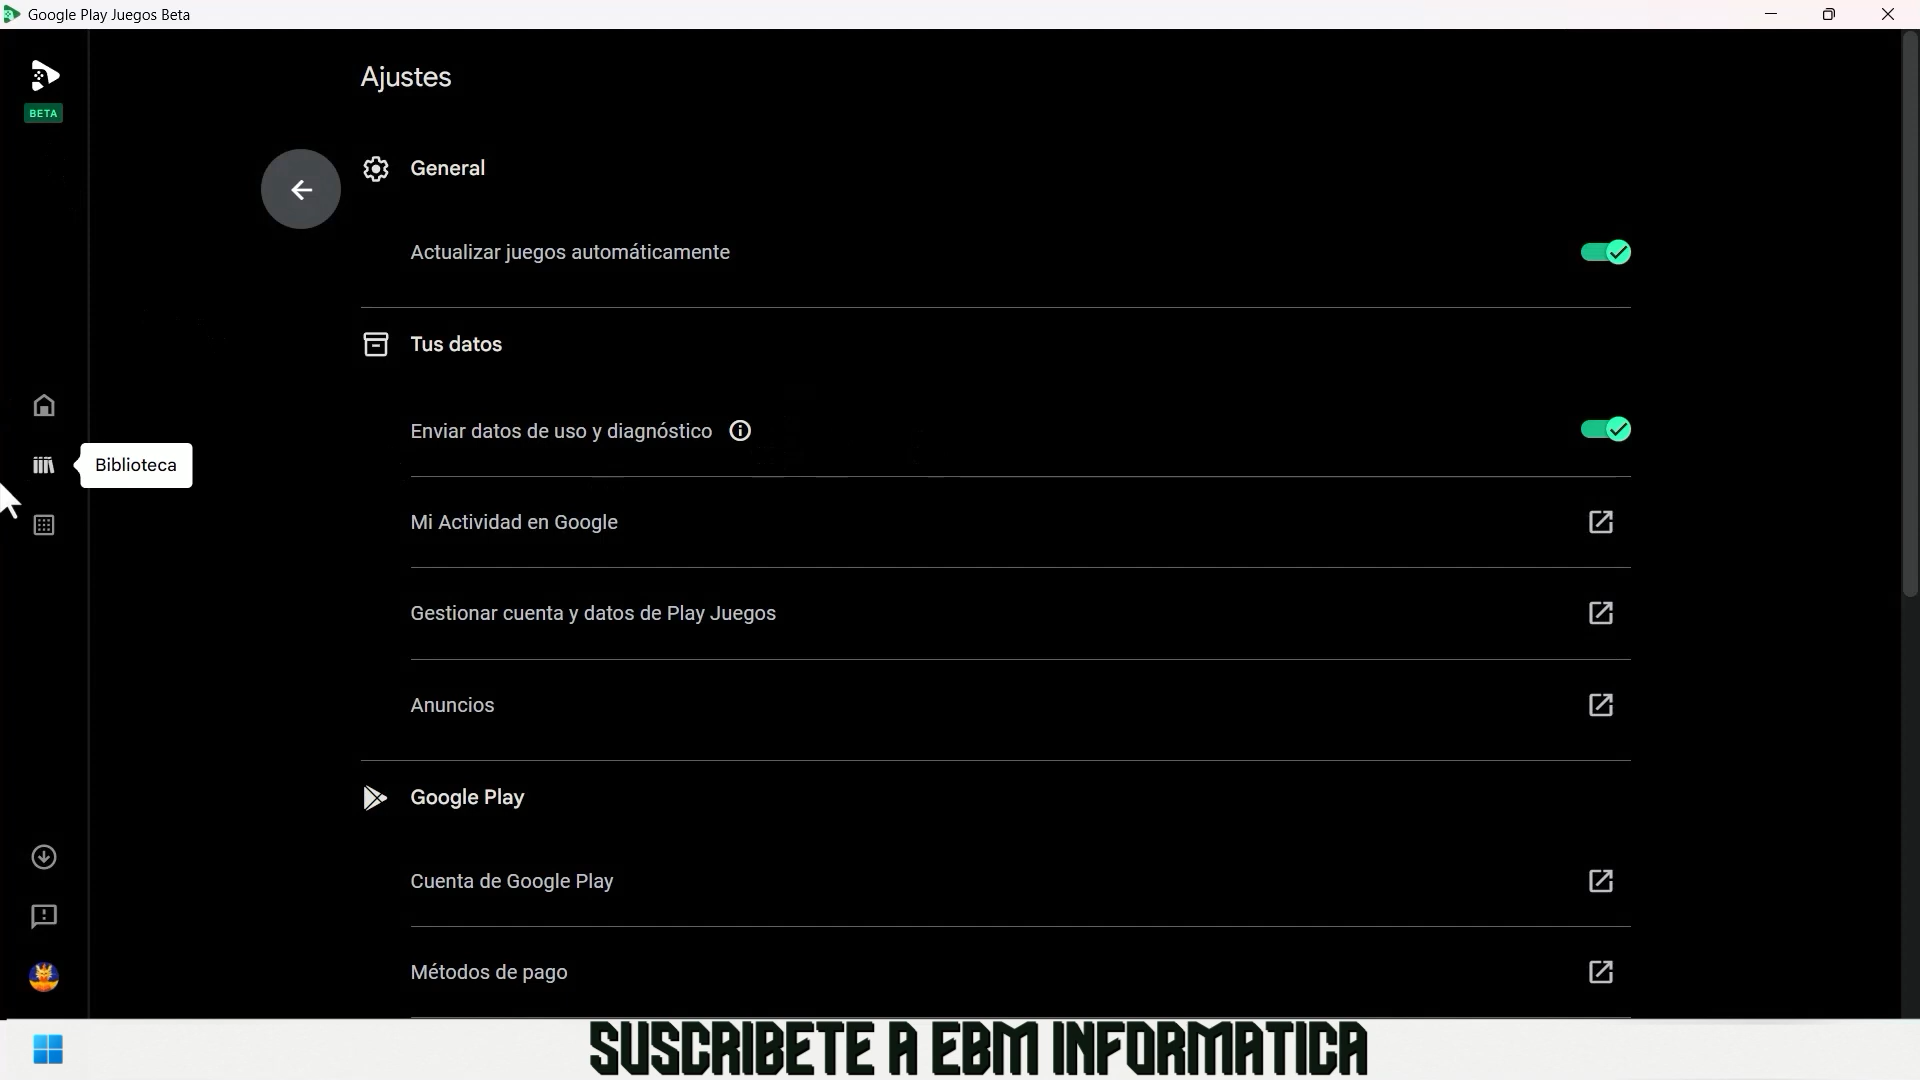 Google Play Juegos Beta
BETA
Ajustes
General
Actualizar juegos automáticamente
Tus datos
Enviar datos de uso y diagnóstico
Biblioteca
Mi Actividad en Google
Gestionar cuenta y datos de Play Juegos
Anuncios
Google Play
Cuenta de Google Play
Métodos de pago
SUSCRIBETE A EBM INFORMATICA